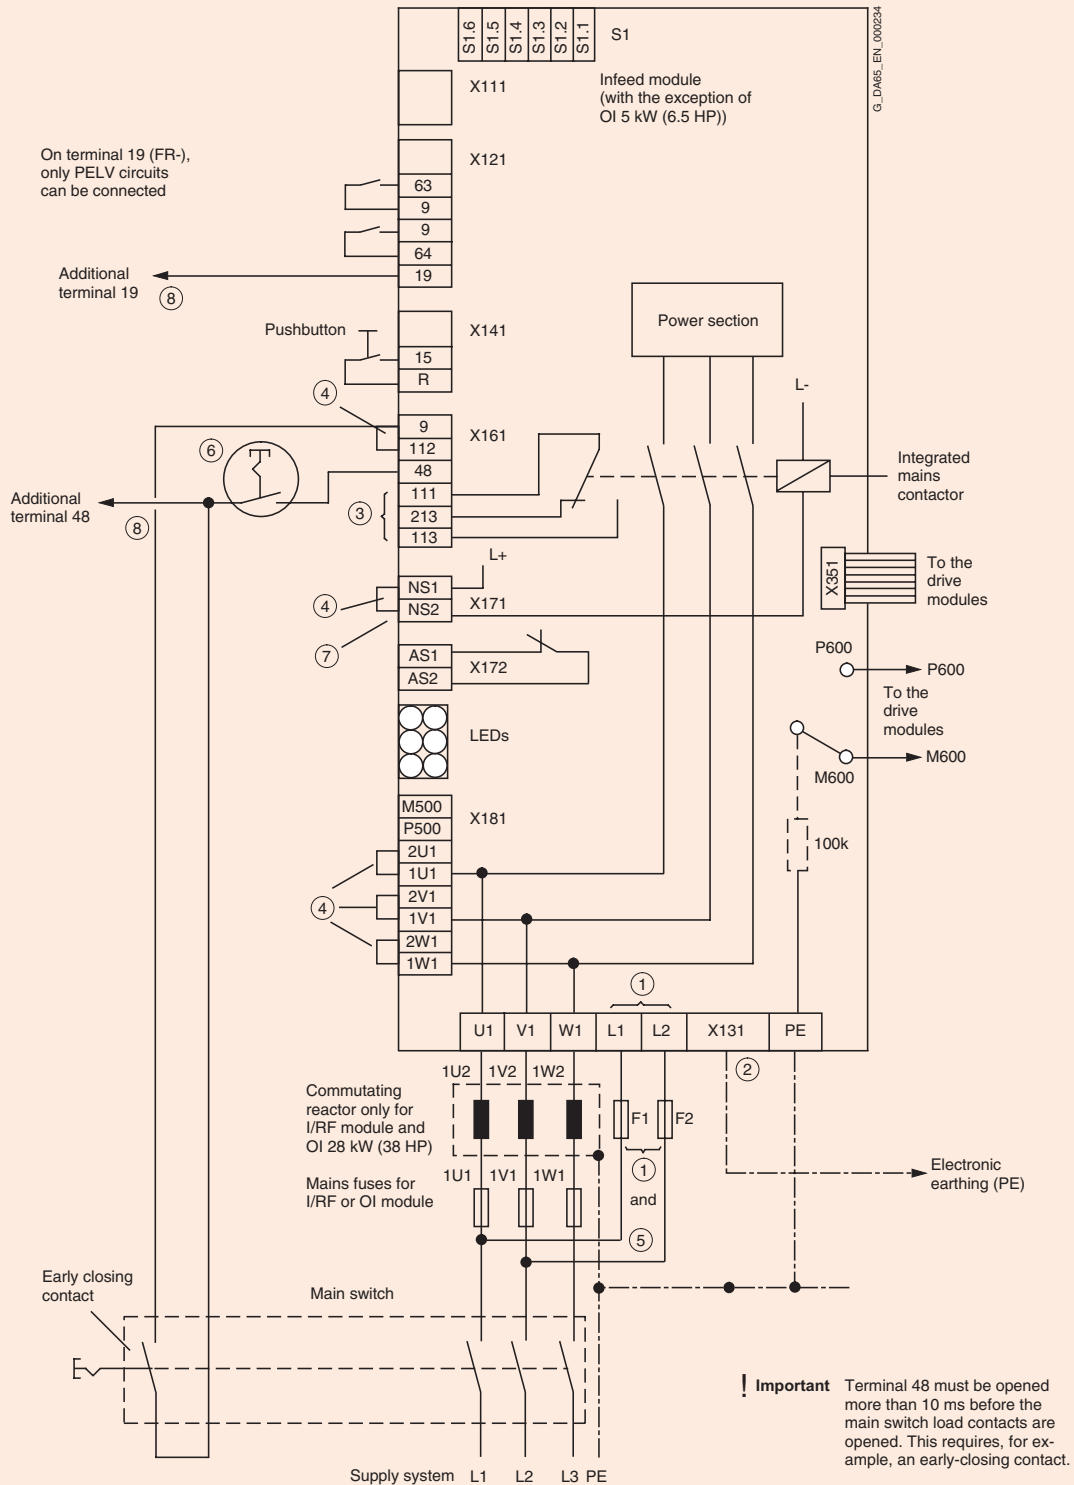 S1.6 S1.5 S1.4 S1.3 S1.2 S1.1
S1
G_DA65_EN_000234
X111
Infeed module
(with the exception of
OI 5 kW (6.5 HP))
On terminal 19 (FR-),
only PELV circuits
can be connected
X121
63
9
9
64
19
Additional
terminal 19
8
Power section
Pushbutton
X141
15
R
L-
4
9
X161
112
6
48
111
213
113
3
Integrated
mains
contactor
Additional
terminal 48
8
L+
NS1
NS2
X171
4
7
X351
To the
drive
modules
AS1
AS2
X172
P600
P600
To the
drive
modules
M600
M600
LEDs
M500
X181
P500
2U1
1U1
2V1
1V1
2W1
1W1
4
100k
1
U1 V1 W1 L1 L2 X131 PE
2
1U2 1V2 1W2
Commutating
reactor only for
I/RF module and
OI 28 kW (38 HP)
F1 F2
1
and
5
1U1 1V1 1W1
Mains fuses for
I/RF or OI module
Electronic
earthing (PE)
Early closing
contact
Main switch
! Important Terminal 48 must be opened
more than 10 ms before the
main switch load contacts are
opened. This requires, for ex-
ample, an early-closing contact.
Supply system L1 L2 L3 PE